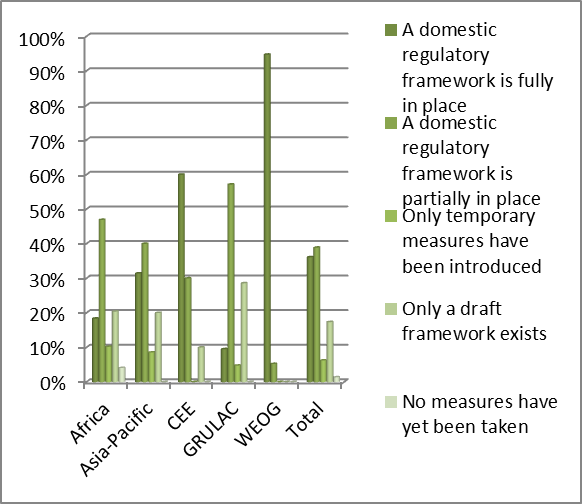 100%
90%
80%
70%
60%
50%
40%
30%
20%
10%
0%
Africa
Asia-Pacific
CEE
GRULAC
WEOG
Total
A domestic
regulatory
framework is fully
in place
A domestic
regulatory
framework is
partially in place
Only temporary
measures have
been introduced
Only a draft
framework exists
No measures have
yet been taken